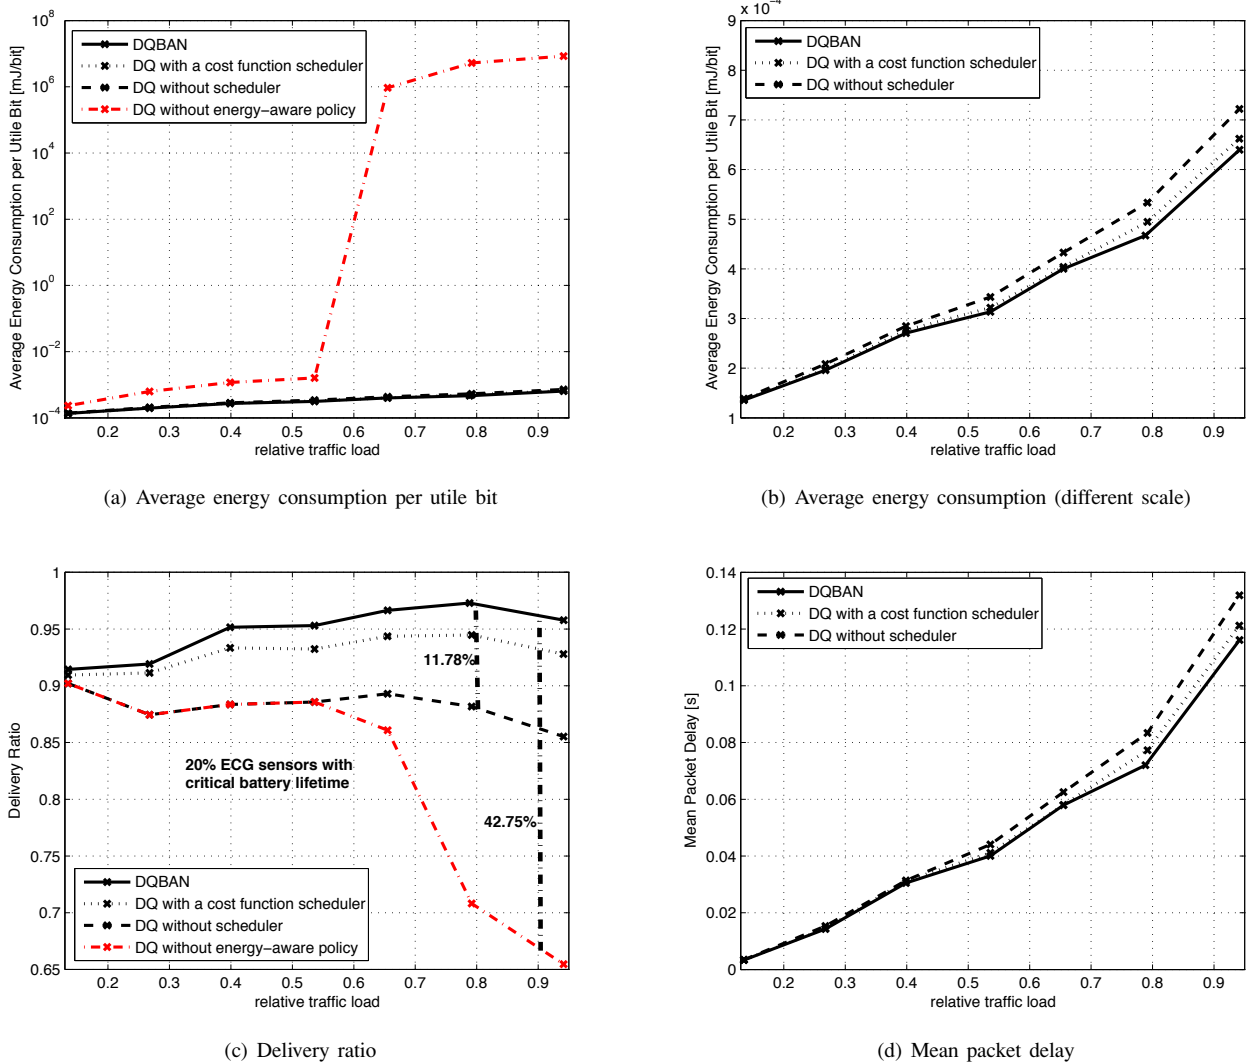 10^8
10^6
10^4
10^2
10^0
10^-2
10^-4
Average Energy Consumption per Utile Bit [mJ/bit]
DQBAN
DQ with a cost function scheduler
DQ without scheduler
DQ without energy-aware policy
0.2 0.3 0.4 0.5 0.6 0.7 0.8 0.9
relative traffic load
(a) Average energy consumption per utile bit
9
8
7
6
5
4
3
2
1
Average Energy Consumption per Utile Bit [mJ/bit]
DQBAN
DQ with a cost function scheduler
DQ without scheduler
0.2 0.3 0.4 0.5 0.6 0.7 0.8 0.9
relative traffic load
(b) Average energy consumption (different scale)
1
0.95
0.9
0.85
0.8
0.75
0.7
0.65
Delivery Ratio
11.78%
20% ECG sensors with
critical battery lifetime
42.75%
DQBAN
DQ with a cost function scheduler
DQ without scheduler
DQ without energy-aware policy
0.2 0.3 0.4 0.5 0.6 0.7 0.8 0.9
relative traffic load
(c) Delivery ratio
0.14
0.12
0.1
0.08
0.06
0.04
0.02
0
Mean Packet Delay [s]
DQBAN
DQ with a cost function scheduler
DQ without scheduler
0.2 0.3 0.4 0.5 0.6 0.7 0.8 0.9
relative traffic load
(d) Mean packet delay